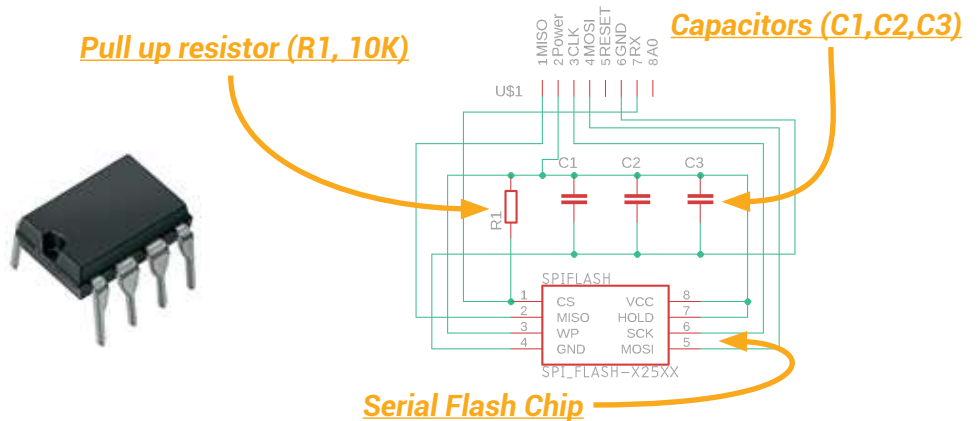 Pull up resistor (R1, 10K)
Capacitors (C1,C2,C3)
1MISO
2Power
3CLK
4MOSI
5RESET
6GND
7RX
8A0
U$1
C1
C2
C3
R1
SPIFLASH
1 CS VCC 8
2 MISO HOLD 7
3 WP SCK 6
4 GND MOSI 5
SPI_FLASH-X25XX
Serial Flash Chip